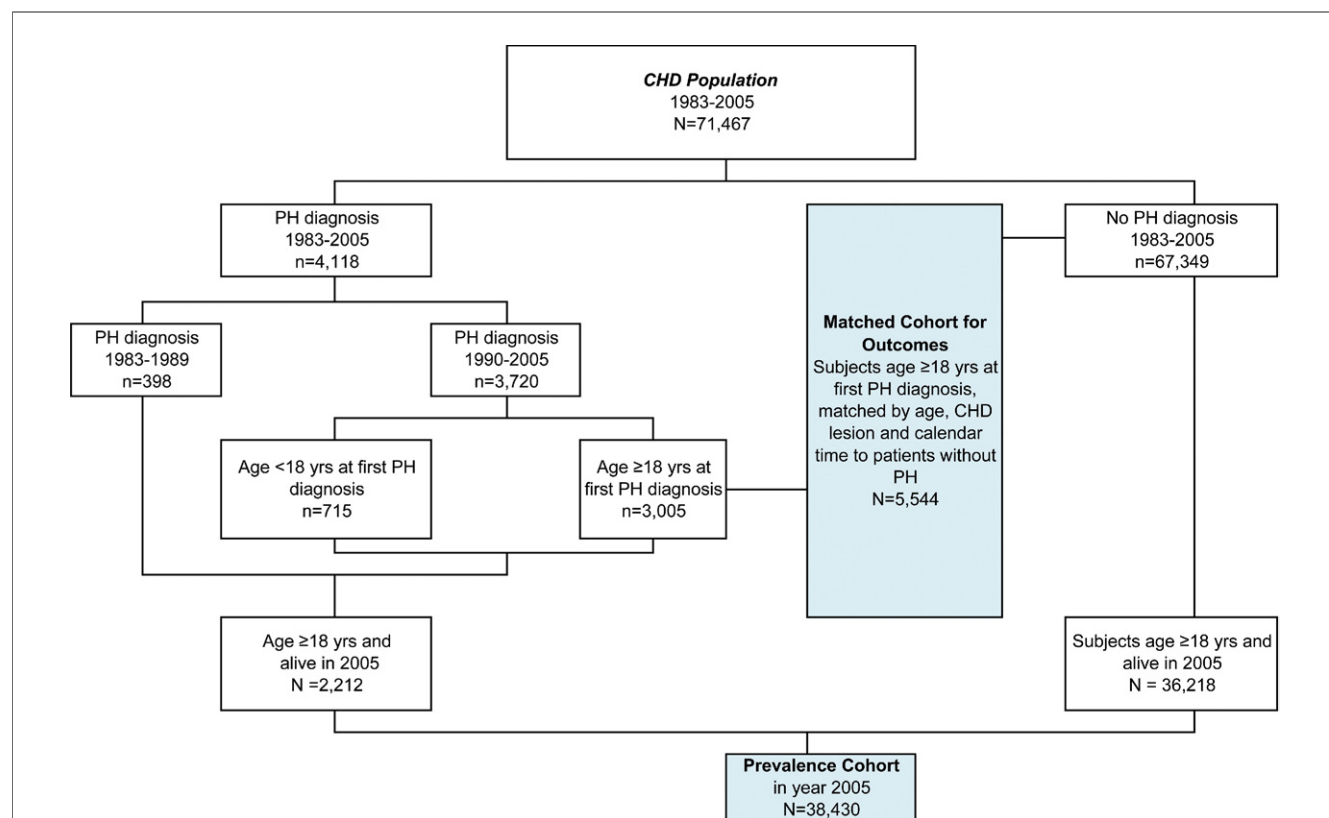 CHD Population
1983-2005
N=71,467
PH diagnosis
1983-2005
n=4,118
No PH diagnosis
1983-2005
n=67,349
PH diagnosis
1983-1989
n=398
PH diagnosis
1990-2005
n=3,720
Matched Cohort for
Outcomes
Subjects age ≥18 yrs at
first PH diagnosis,
matched by age, CHD
lesion and calendar
time to patients without
PH
N=5,544
Age <18 yrs at first PH
diagnosis
n=715
Age ≥18 yrs at
first PH diagnosis
n=3,005
Age ≥18 yrs and
alive in 2005
N =2,212
Subjects age ≥18 yrs and
alive in 2005
N = 36,218
Prevalence Cohort
in year 2005
N=38,430